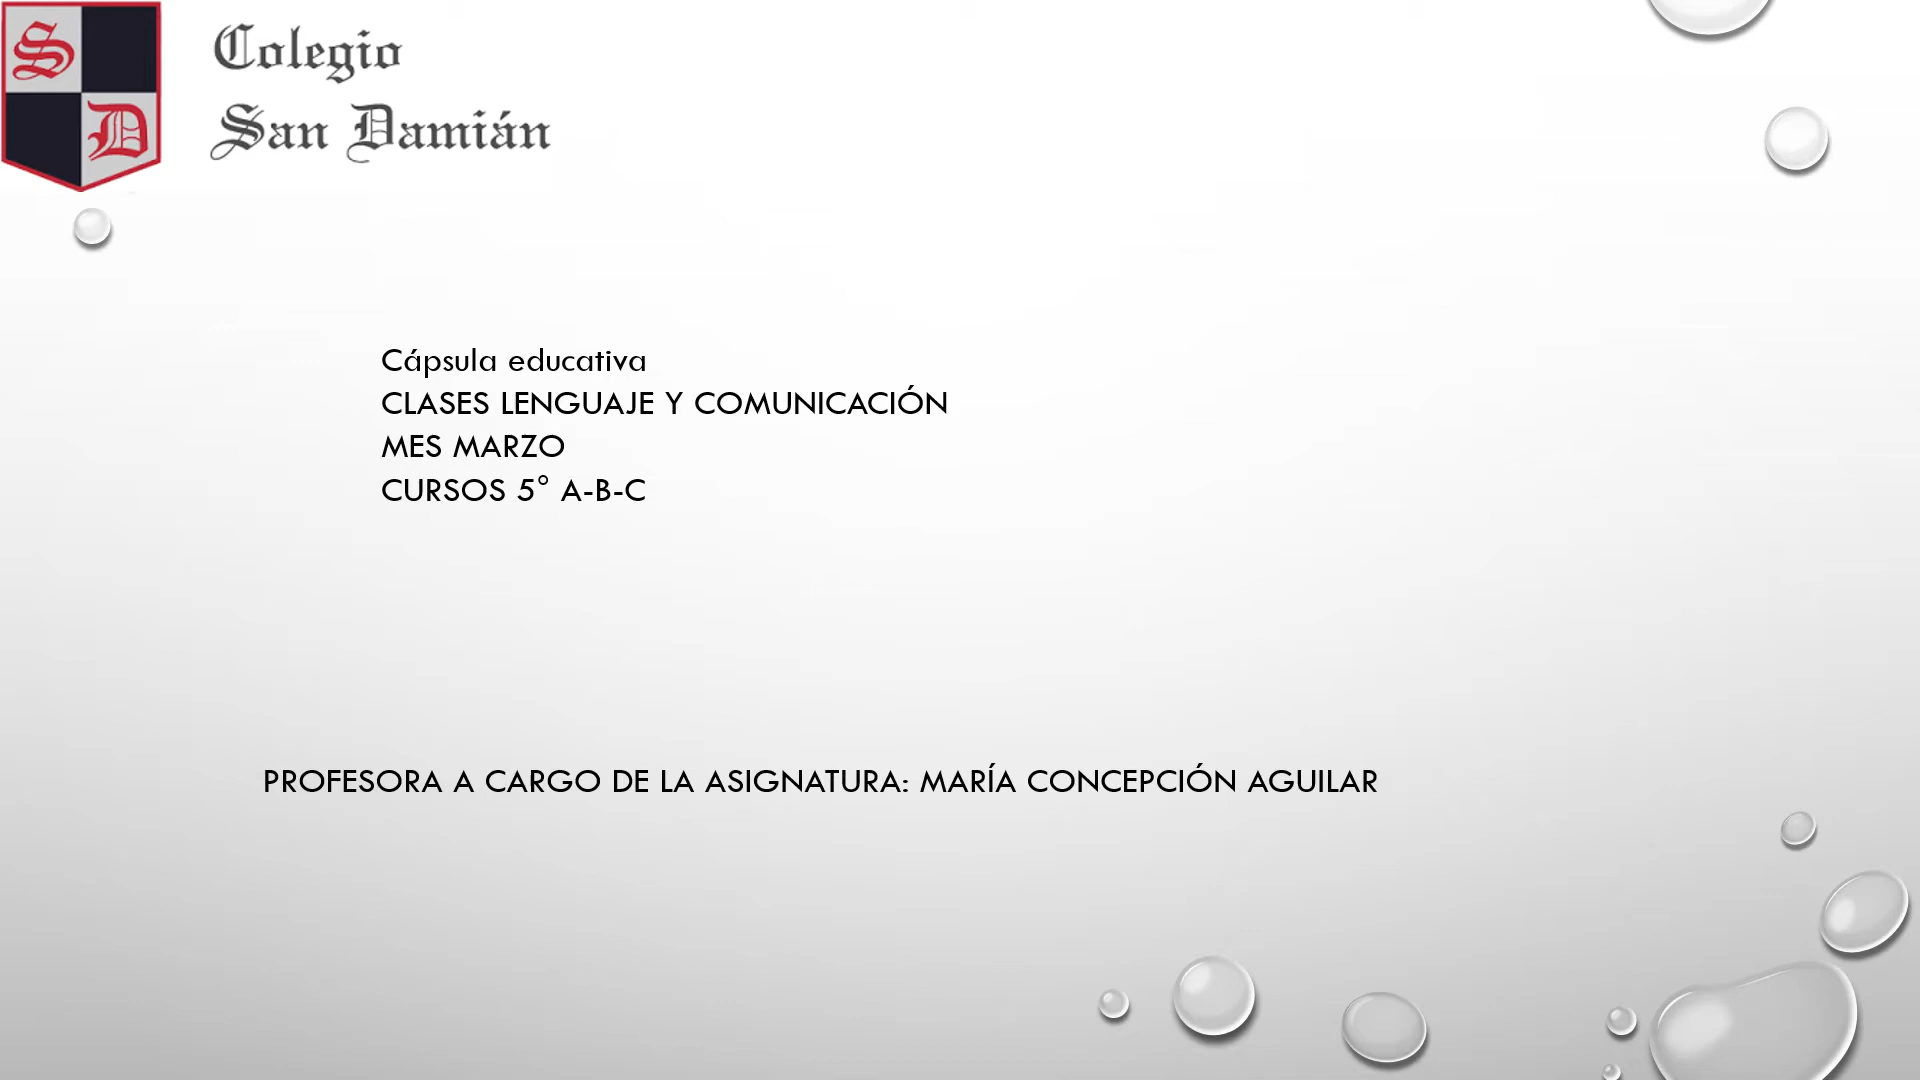 S
D
Colegio
San Damián
Cápsula educativa
CLASES LENGUAJE Y COMUNICACIÓN
MES MARZO
CURSOS 5° A-B-C
PROFESORA A CARGO DE LA ASIGNATURA: MARÍA CONCEPCIÓN AGUILAR